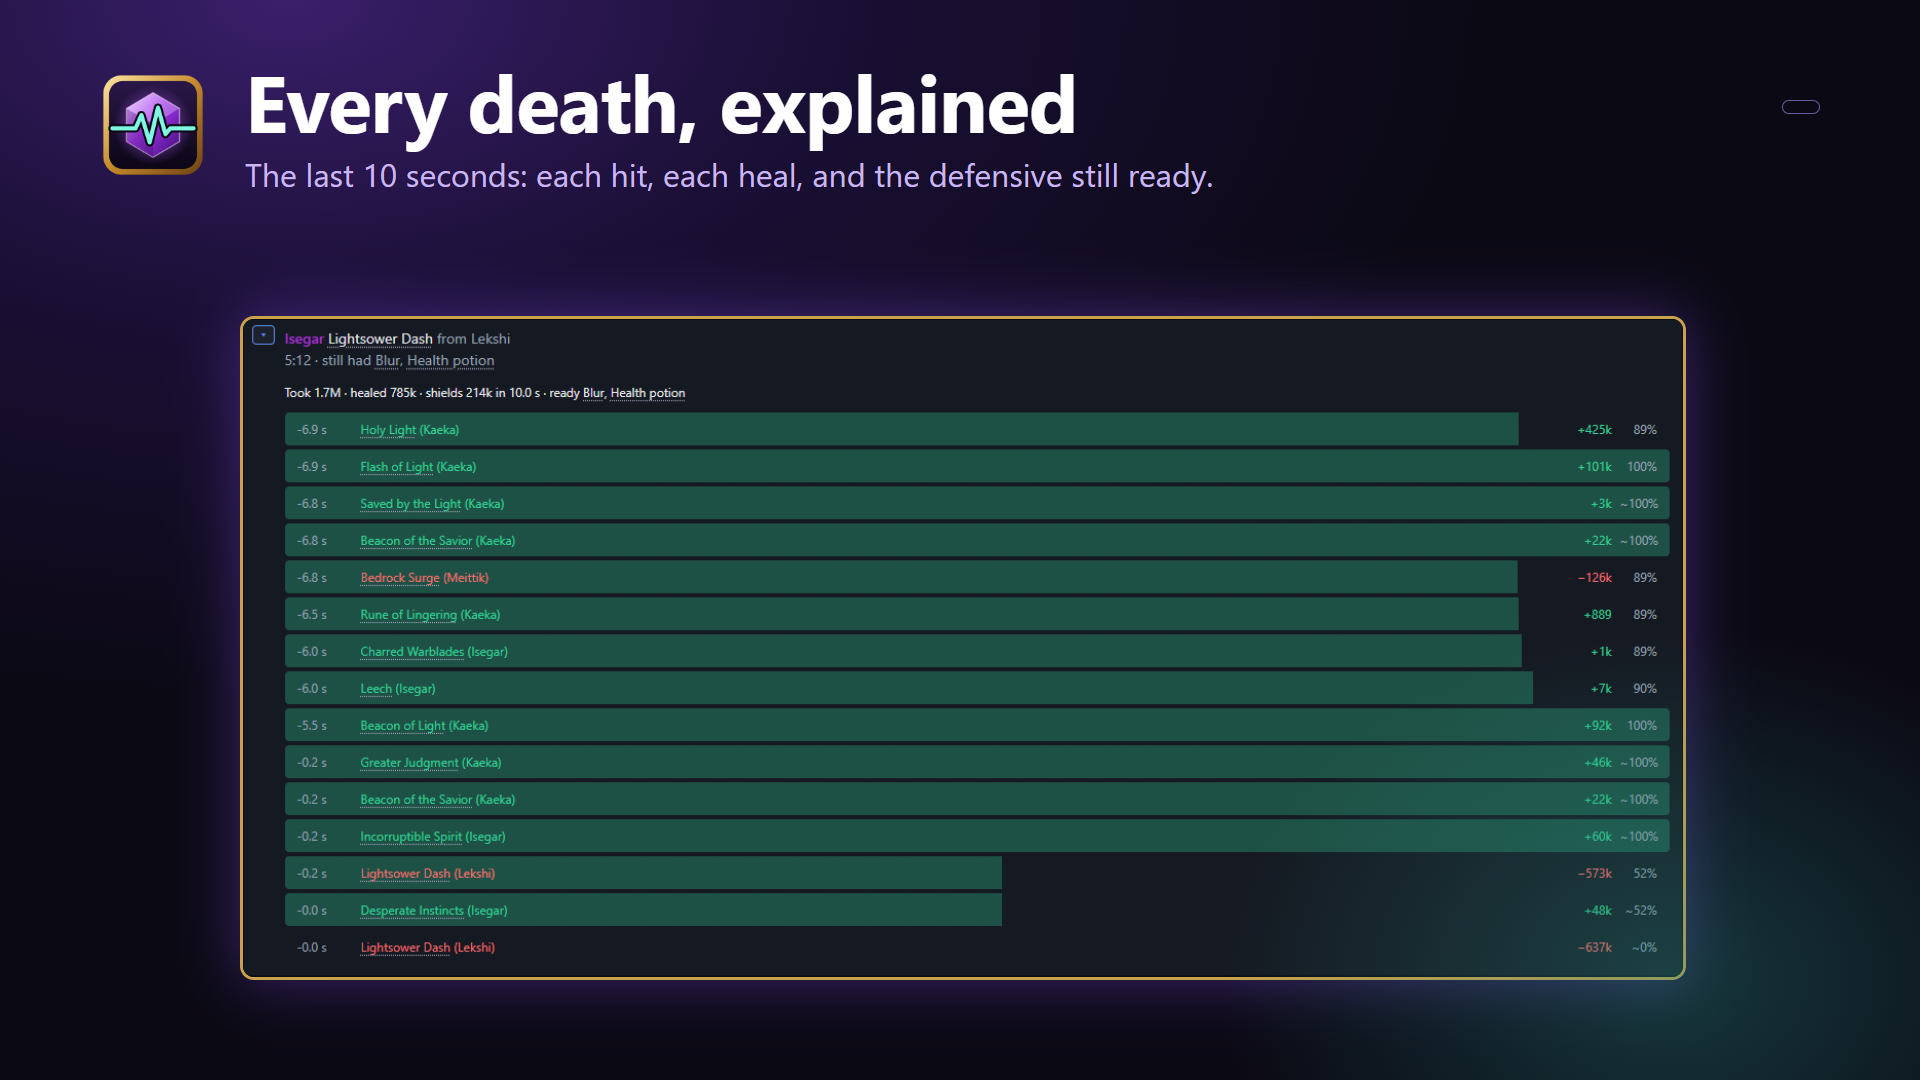 Every death, explained
The last 10 seconds: each hit, each heal, and the defensive still ready.
Isegar Lightsower Dash from Lekshi
5:12 · still had Blur, Health potion
Took 1.7M · healed 785k · shields 214k in 10.0 s · ready Blur, Health potion
-6.9 s Holy Light (Kaeka) +425k 89%
-6.9 s Flash of Light (Kaeka) +101k 100%
-6.8 s Saved by the Light (Kaeka) +3k ~100%
-6.8 s Beacon of the Savior (Kaeka) +22k ~100%
-6.8 s Bedrock Surge (Meittik) −126k 89%
-6.5 s Rune of Lingering (Kaeka) +889 89%
-6.0 s Charred Warblades (Isegar) +1k 89%
-6.0 s Leech (Isegar) +7k 90%
-5.5 s Beacon of Light (Kaeka) +92k 100%
-0.2 s Greater Judgment (Kaeka) +46k ~100%
-0.2 s Beacon of the Savior (Kaeka) +22k ~100%
-0.2 s Incorruptible Spirit (Isegar) +60k ~100%
-0.2 s Lightsower Dash (Lekshi) −573k 52%
-0.0 s Desperate Instincts (Isegar) +48k ~52%
-0.0 s Lightsower Dash (Lekshi) −637k ~0%